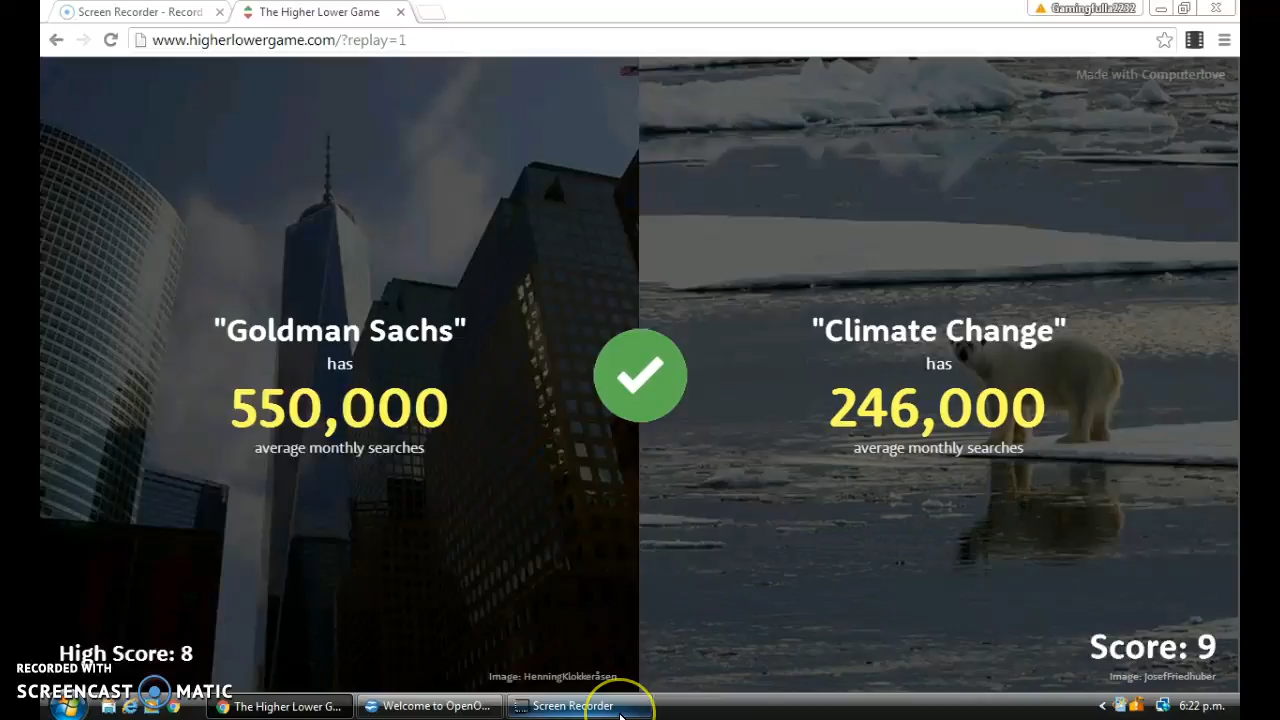 Screen Recorder - Record
The Higher Lower Game
Gamingfulla2232
www.higherlowergame.com/?replay=1
Made with Computerlove
"Goldman Sachs"
has
550,000
average monthly searches
"Climate Change"
has
246,000
average monthly searches
High Score: 8
Score: 9
RECORDED WITH
SCREENCAST MATIC
Image: HenningKlokkeråsen
Image: JosefFriedhuber
The Higher Lower G...
Welcome to OpenO...
Screen Recorder
6:22 p.m.